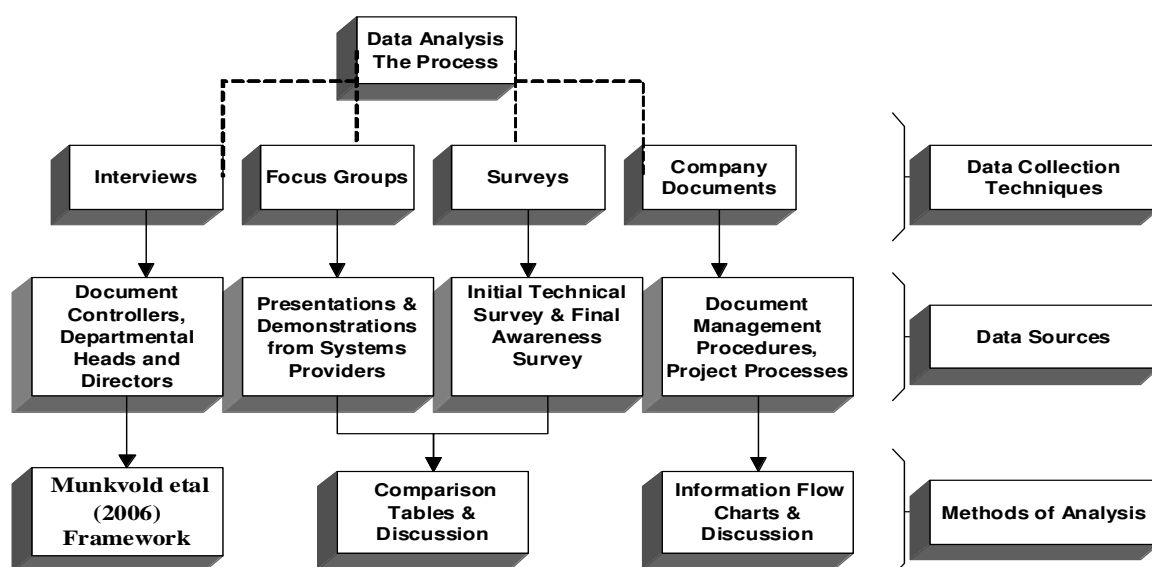 Data Analysis
The Process
Interviews
Focus Groups
Surveys
Company
Documents
Data Collection
Techniques
Document
Controllers,
Departmental
Heads and
Directors
Presentations &
Demonstrations
from Systems
Providers
Initial Technical
Survey & Final
Awareness
Survey
Document
Management
Procedures,
Project Processes
Data Sources
Munkvold etal
(2006)
Framework
Comparison
Tables &
Discussion
Information Flow
Charts &
Discussion
Methods of Analysis